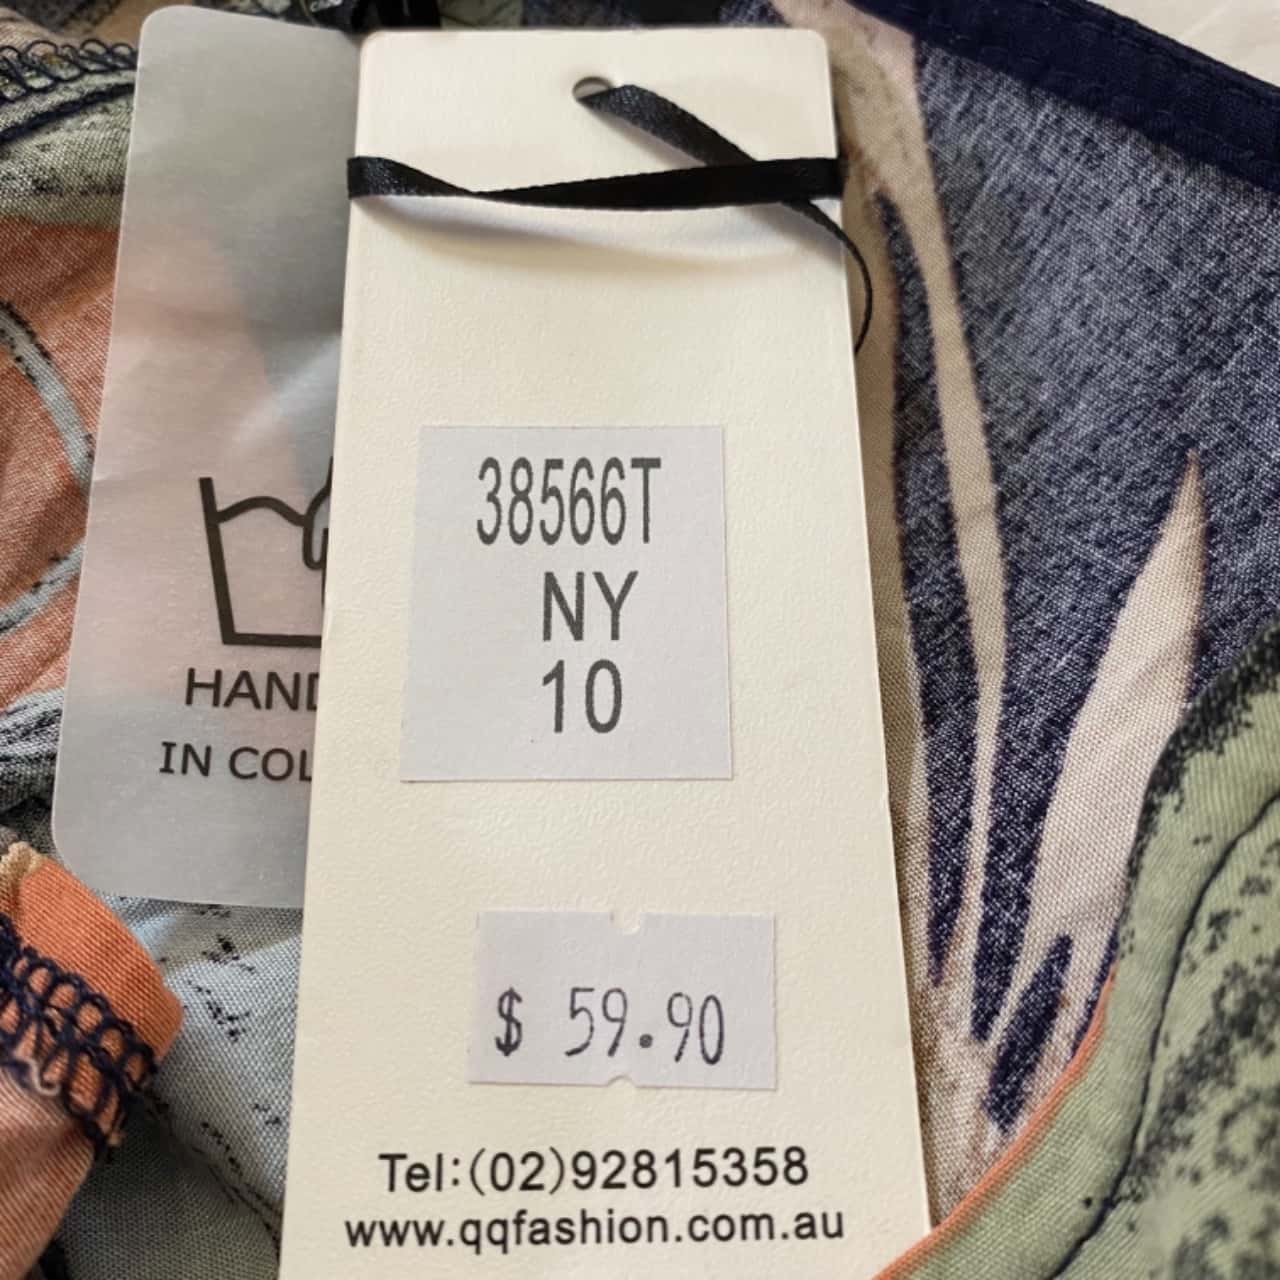 38566T
NY
10
$ 59.90
Tel:(02)92815358
www.qqfashion.com.au
HAND
IN COL